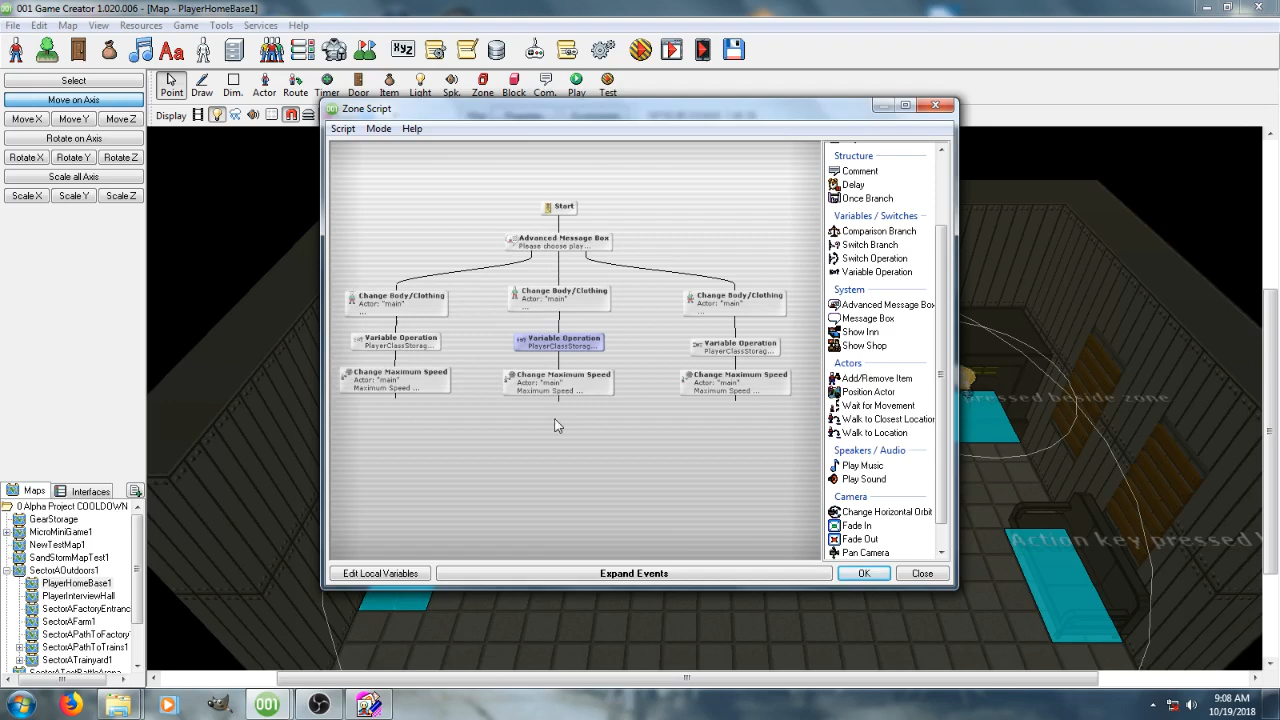 001 Game Creator 1.020.006 - [Map - PlayerHomeBase1]
File Edit Map View Resources Game Tools Services Help
Aa
xyz
Select
Move on Axis
Move X Move Y Move Z
Rotate on Axis
Rotate X Rotate Y Rotate Z
Scale all Axis
Scale X Scale Y Scale Z
Point Draw Dim. Actor Route Timer Door Item Light Spk. Zone Block Com. Play Test
Display
001 Zone Script
Script Mode Help
Start
Advanced Message Box
Please choose play...
Change Body/Clothing
Actor: "main"
...
Change Body/Clothing
Actor: "main"
...
Change Body/Clothing
Actor: "main"
...
Variable Operation
PlayerClassStorag...
Variable Operation
PlayerClassStorag...
Variable Operation
PlayerClassStorag...
Change Maximum Speed
Actor: "main"
Maximum Speed ...
Change Maximum Speed
Actor: "main"
Maximum Speed ...
Change Maximum Speed
Actor: "main"
Maximum Speed ...
Structure
Comment
Delay
Once Branch
Variables / Switches
Comparison Branch
Switch Branch
Switch Operation
Variable Operation
System
Advanced Message Box
Message Box
Show Inn
Show Shop
Actors
Add/Remove Item
Position Actor
Wait for Movement
Walk to Closest Location
Walk to Location
Speakers / Audio
Play Music
Play Sound
Camera
Change Horizontal Orbit
Fade In
Fade Out
Pan Camera
Edit Local Variables Expand Events OK Close
pressed beside zone
Action key pressed
Maps Interfaces
0 Alpha Project COOLDOWN
GearStorage
MicroMiniGame1
NewTestMap1
SandStormMapTest1
SectorAOutdoors1
PlayerHomeBase1
PlayerInterviewHall
SectorAFactoryEntranc
SectorAFarm1
SectorAPathToFactory
SectorAPathToTrains1
SectorATrainyard1
SectorATestBattleArena
001
9:08 AM
10/19/2018